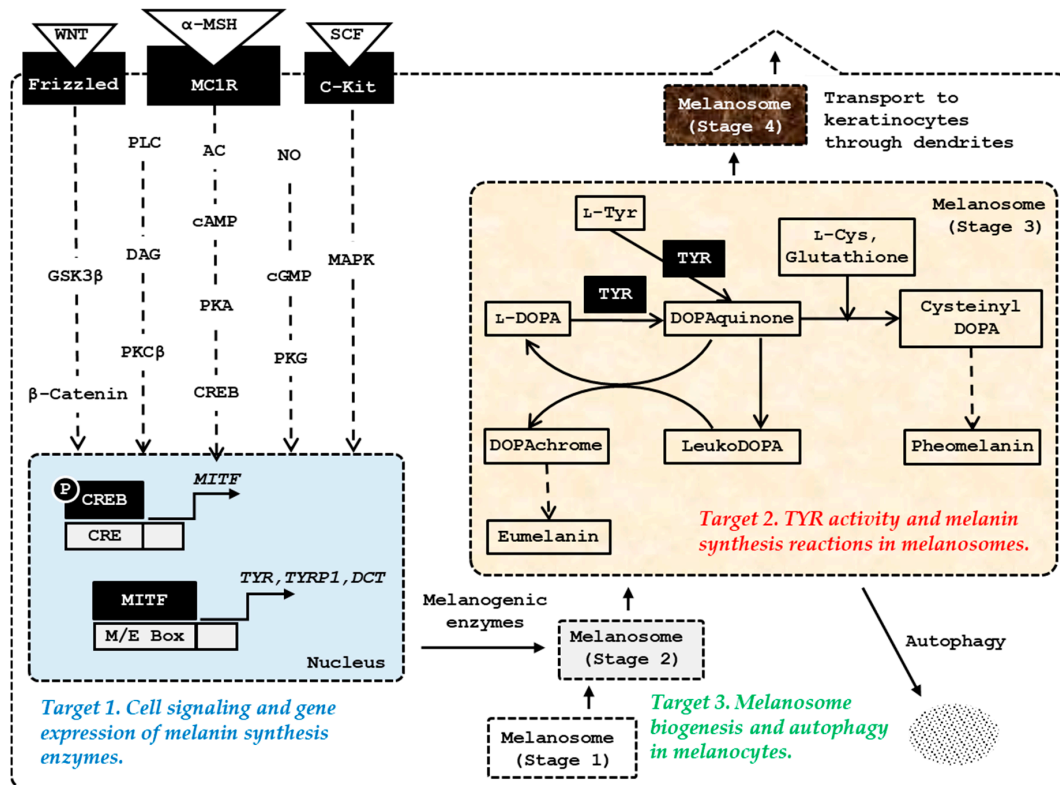 WNT
α-MSH
SCF
Frizzled
MC1R
C-Kit
PLC
AC
NO
cAMP
DAG
GSK3β
cGMP
MAPK
PKA
PKCβ
PKG
β-Catenin
CREB
P
CREB
MITF
CRE
TYR,TYRP1,DCT
MITF
M/E Box
Nucleus
Target 1. Cell signaling and gene
expression of melanin synthesis
enzymes.
Melanogenic
enzymes
Melanosome
(Stage 1)
Melanosome
(Stage 2)
Target 3. Melanosome
biogenesis and autophagy
in melanocytes.
Autophagy
Melanosome
(Stage 3)
L-Tyr
TYR
L-Cys,
Glutathione
TYR
L-DOPA
DOPAquinone
Cysteinyl
DOPA
DOPAchrome
LeukoDOPA
Pheomelanin
Eumelanin
Target 2. TYR activity and melanin
synthesis reactions in melanosomes.
Melanosome
(Stage 4)
Transport to
keratinocytes
through dendrites